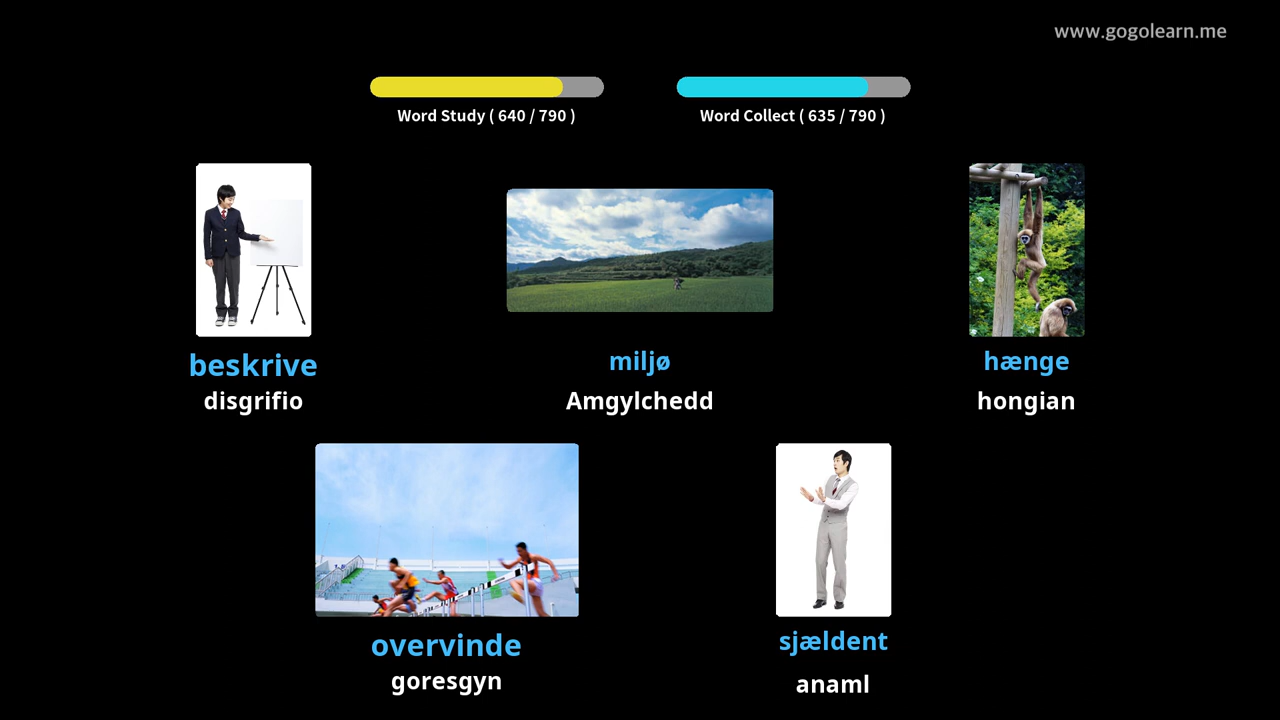 www.gogolearn.me
Word Study ( 640 / 790 )
Word Collect ( 635 / 790 )
beskrive
disgrifio
miljø
Amgylchedd
hænge
hongian
overvinde
goresgyn
sjældent
anaml